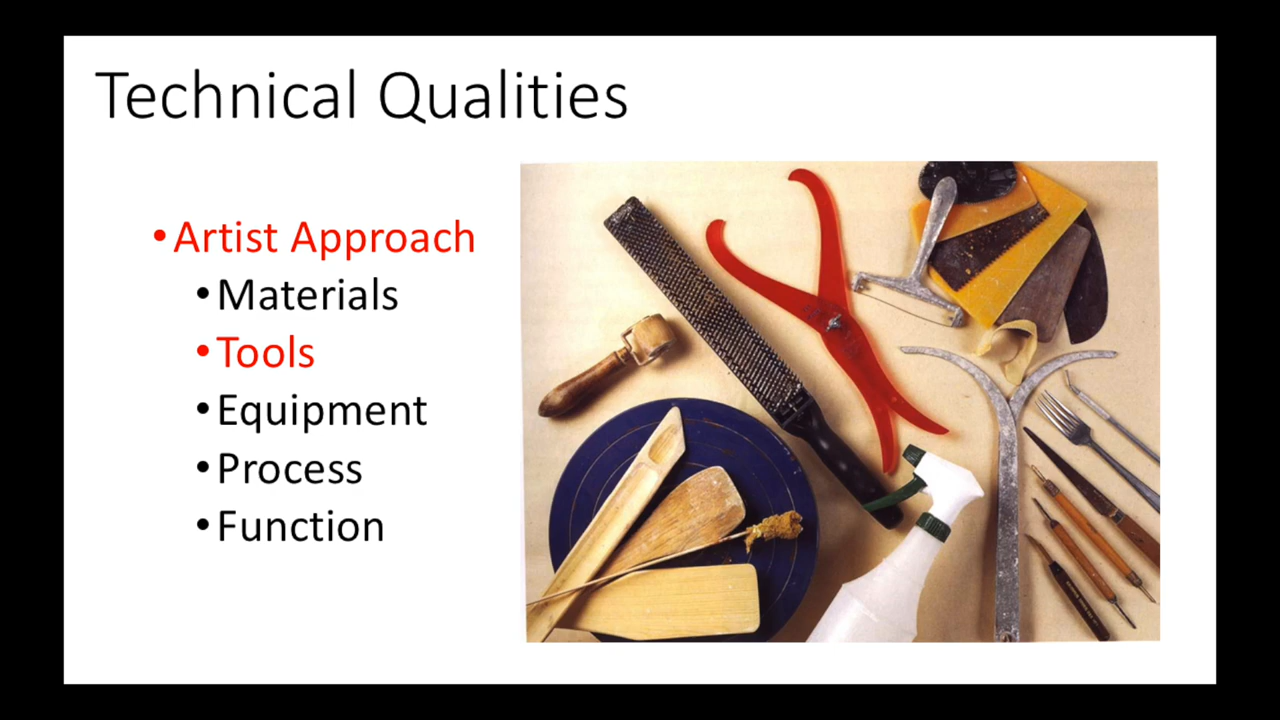 Technical Qualities
•Artist Approach
•Materials
•Tools
•Equipment
•Process
•Function